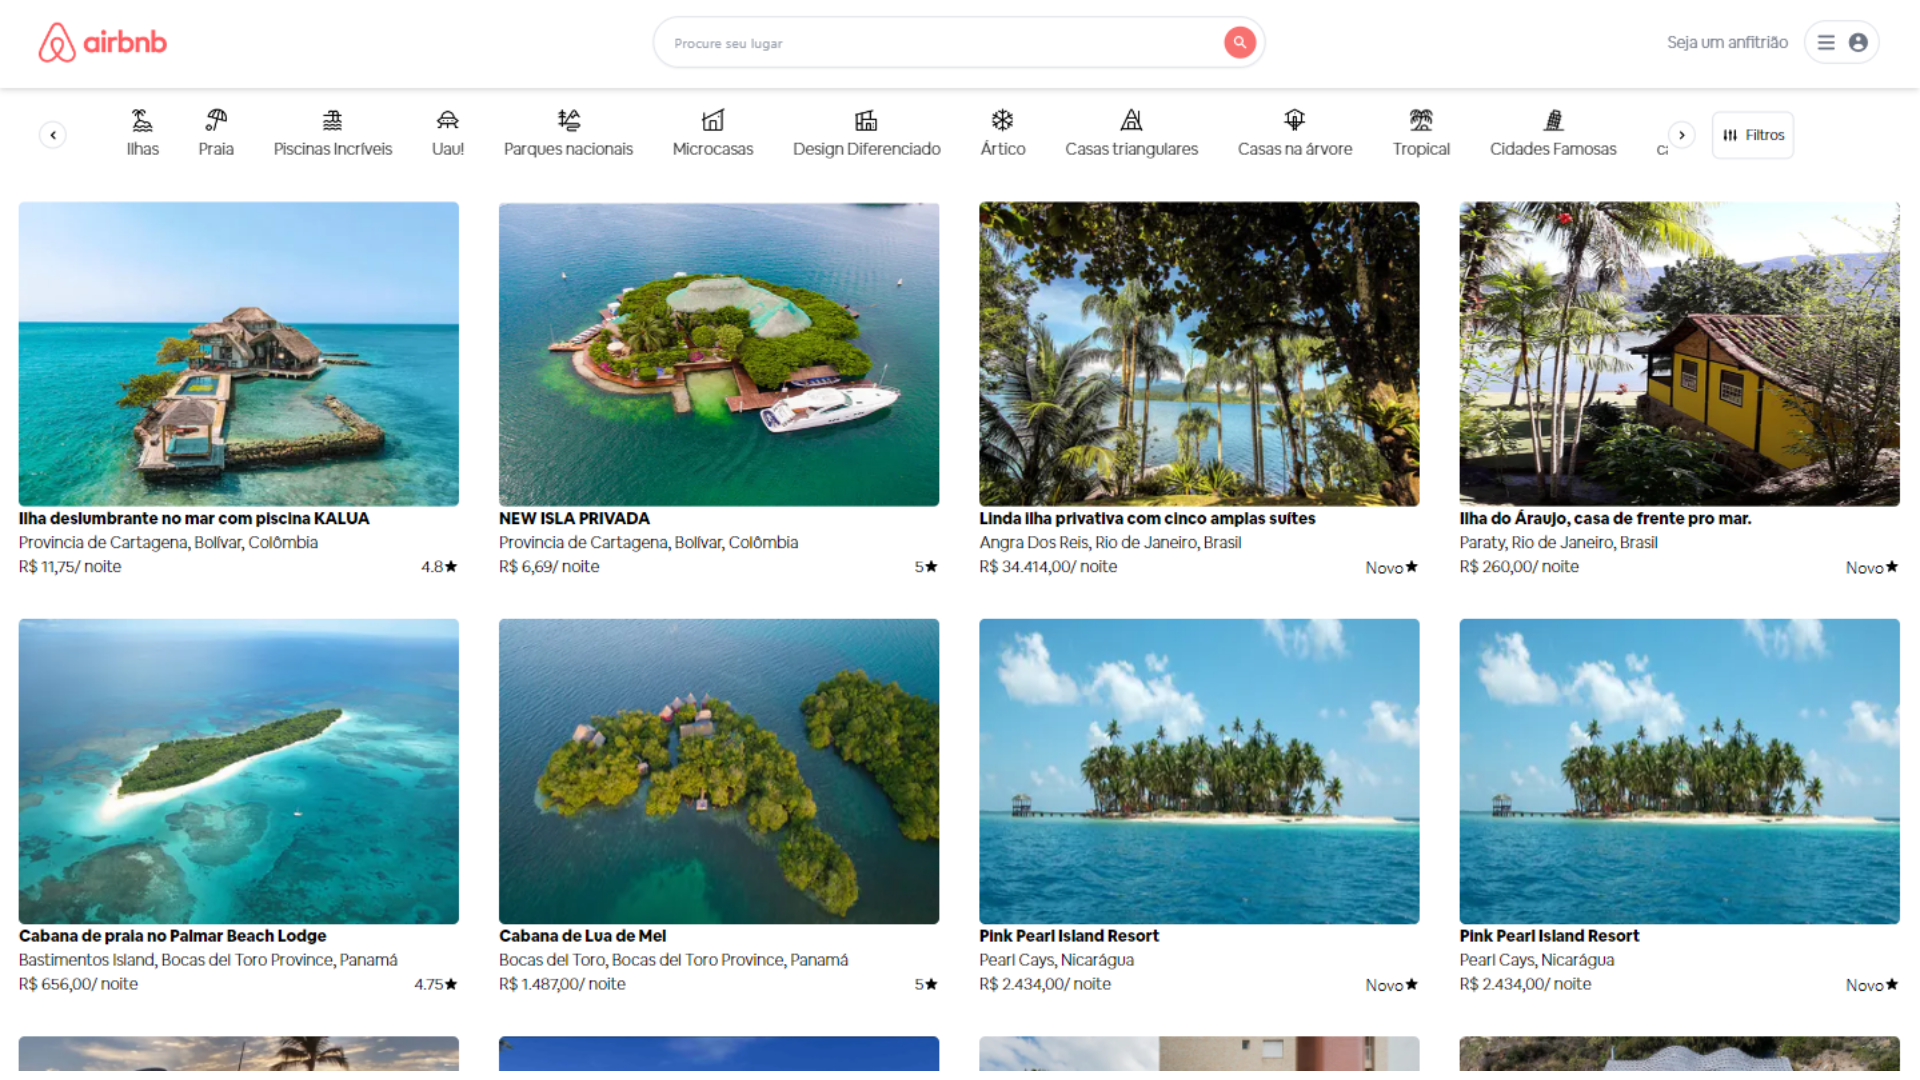 airbnb
Procure seu lugar
Seja um anfitrião
Ilhas
Praia
Piscinas Incríveis
Uau!
Parques nacionais
Microcasas
Design Diferenciado
Ártico
Casas triangulares
Casas na árvore
Tropical
Cidades Famosas
Filtros
Ilha deslumbrante no mar com piscina KALUA
Provincia de Cartagena, Bolívar, Colômbia
R$ 11,75/ noite
4.8★
NEW ISLA PRIVADA
Provincia de Cartagena, Bolívar, Colômbia
R$ 6,69/ noite
5★
Linda ilha privativa com cinco amplas suítes
Angra Dos Reis, Rio de Janeiro, Brasil
R$ 34.414,00/ noite
Novo★
Ilha do Áraujo, casa de frente pro mar.
Paraty, Rio de Janeiro, Brasil
R$ 260,00/ noite
Novo★
Cabana de praia no Palmar Beach Lodge
Bastimentos Island, Bocas del Toro Province, Panamá
R$ 656,00/ noite
4.75★
Cabana de Lua de Mel
Bocas del Toro, Bocas del Toro Province, Panamá
R$ 1.487,00/ noite
5★
Pink Pearl Island Resort
Pearl Cays, Nicarágua
R$ 2.434,00/ noite
Novo★
Pink Pearl Island Resort
Pearl Cays, Nicarágua
R$ 2.434,00/ noite
Novo★